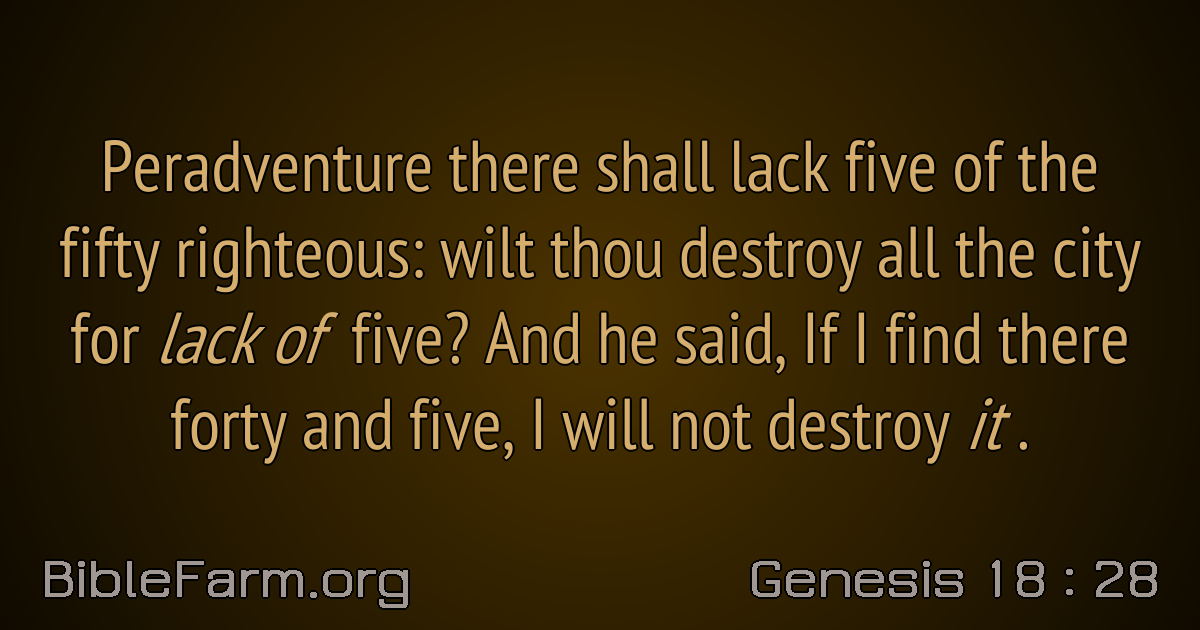 Peradventure there shall lack five of the
fifty righteous: wilt thou destroy all the city
for lack of five? And he said, If I find there
forty and five, I will not destroy it .
BibleFarm.org
Genesis 18 : 28